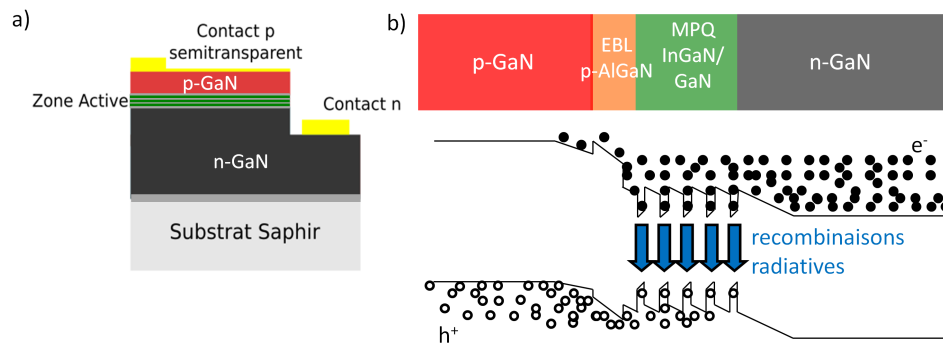 a)
Contact p
semitransparent
p-GaN
Zone Active
Contact n
n-GaN
Substrat Saphir
b)
p-GaN
EBL
p-AlGaN
MPQ
InGaN/
GaN
n-GaN
e-
recombinaisons
radiatives
h+